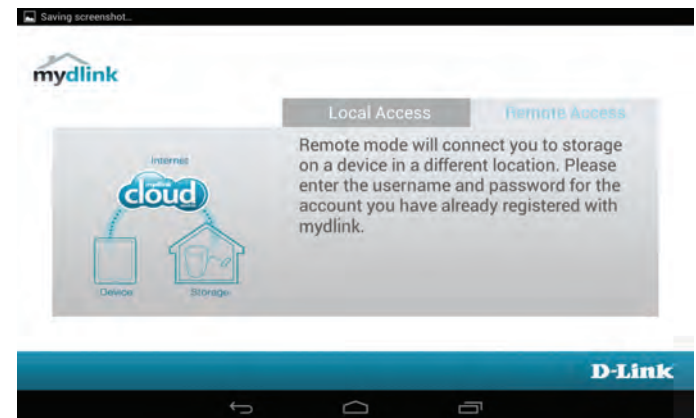 Saving screenshot...
mydlink
Local Access
Remote Access
Remote mode will connect you to storage
on a device in a different location. Please
enter the username and password for the
account you have already registered with
mydlink.
Internet
cloud
Device
Storage
D-Link